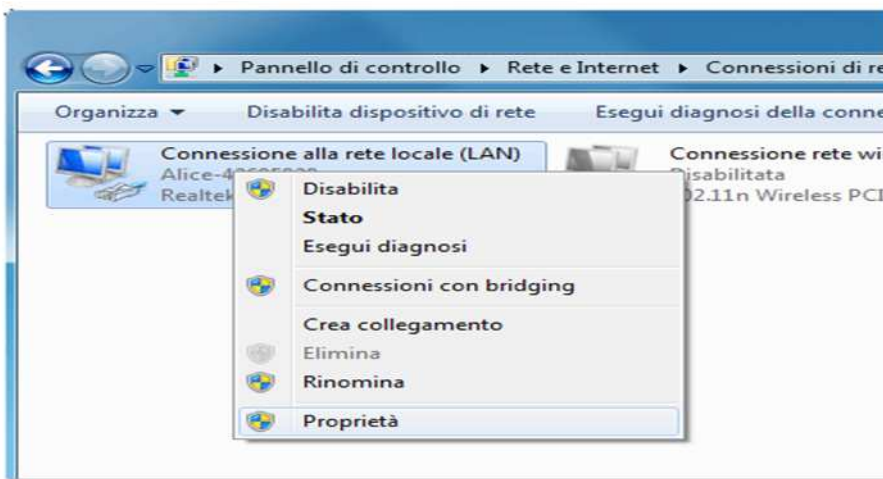 Pannello di controllo Rete e Internet Connessioni di re
Organizza Disabilita dispositivo di rete Esegui diagnosi della conne
Connessione alla rete locale (LAN)
Alice-
Realtek
Connessione rete wi
Disabilitata
02.11n Wireless PCI
Disabilita
Stato
Esegui diagnosi
Connessioni con bridging
Crea collegamento
Elimina
Rinomina
Proprietà